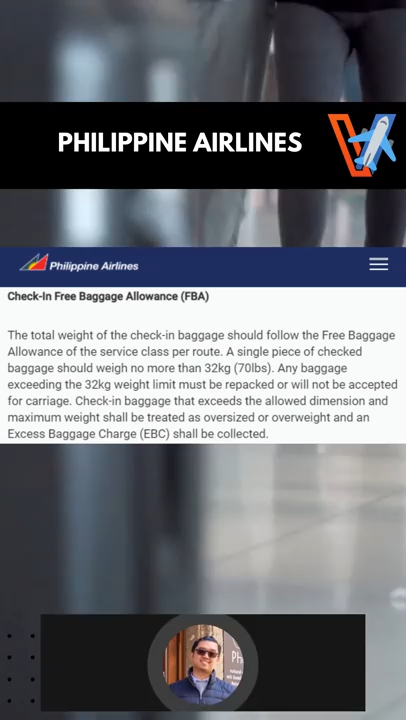 PHILIPPINE AIRLINES
Philippine Airlines
Check-In Free Baggage Allowance (FBA)
The total weight of the check-in baggage should follow the Free Baggage
Allowance of the service class per route. A single piece of checked
baggage should weigh no more than 32kg (70lbs). Any baggage
exceeding the 32kg weight limit must be repacked or will not be accepted
for carriage. Check-in baggage that exceeds the allowed dimension and
maximum weight shall be treated as oversized or overweight and an
Excess Baggage Charge (EBC) shall be collected.